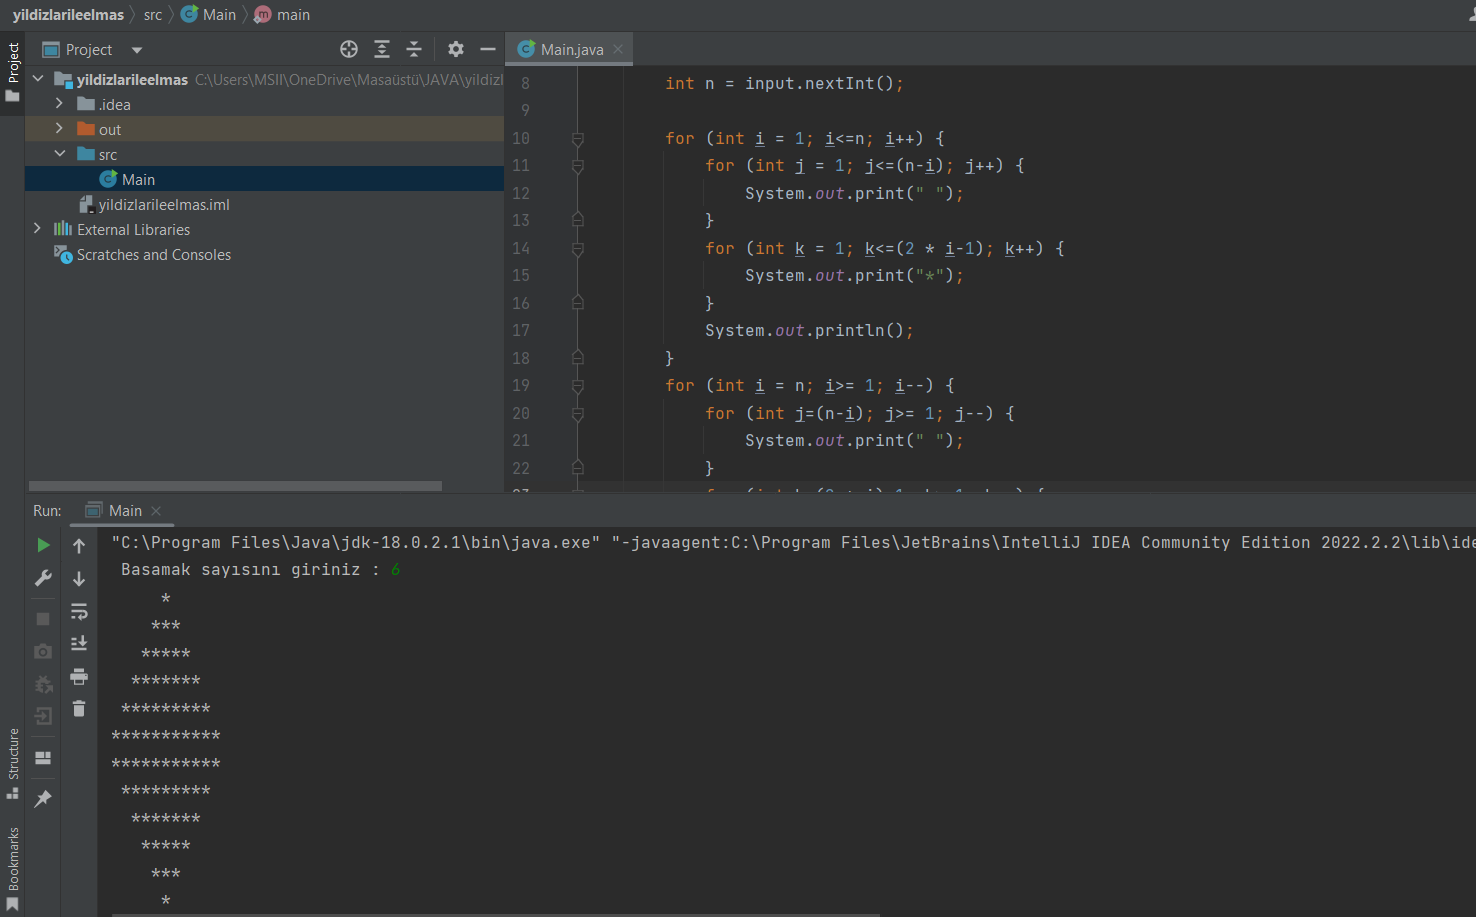 yildizlarileelmas src Main main
Project
Project
Main.java
yildizlarileelmas C:\Users\MSII\OneDrive\Masaüstü\JAVA\yildizl
.idea
out
src
Main
yildizlarileelmas.iml
External Libraries
Scratches and Consoles
8 int n = input.nextInt();
9
10 for (int i = 1; i<=n; i++) {
11 for (int j = 1; j<=(n-i); j++) {
12 System.out.print(" ");
13 }
14 for (int k = 1; k<=(2 * i-1); k++) {
15 System.out.print("*");
16 }
17 System.out.println();
18 }
19 for (int i = n; i>= 1; i--) {
20 for (int j=(n-i); j>= 1; j--) {
21 System.out.print(" ");
22 }
Run: Main
"C:\Program Files\Java\jdk-18.0.2.1\bin\java.exe" "-javaagent:C:\Program Files\JetBrains\IntelliJ IDEA Community Edition 2022.2.2\lib\ide
Basamak sayısını giriniz : 6
*
***
*****
*******
*********
***********
***********
*********
*******
*****
***
*
Structure
Bookmarks